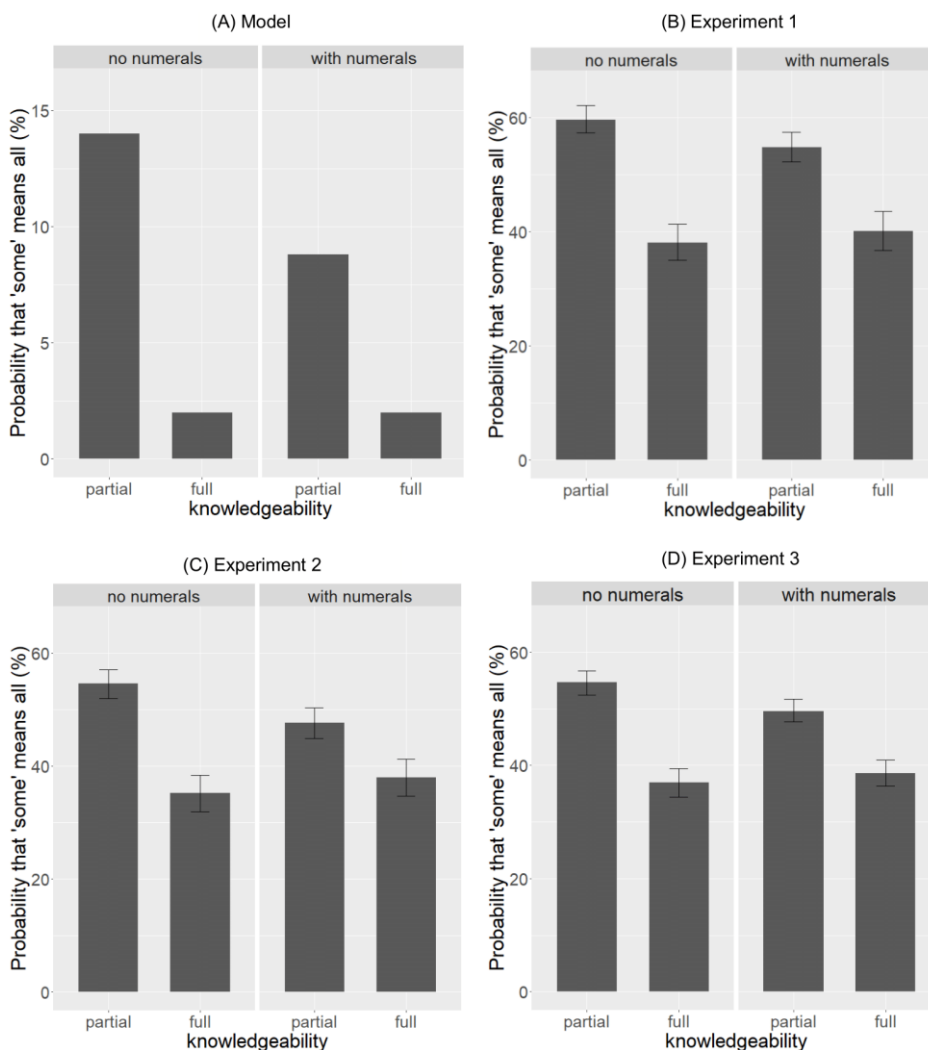 (A) Model
no numerals
with numerals
Probability that 'some' means all (%)
15
10
5
0
partial
full
partial
full
knowledgeability
(B) Experiment 1
no numerals
with numerals
Probability that 'some' means all (%)
60
40
20
0
partial
full
partial
full
knowledgeability
(C) Experiment 2
no numerals
with numerals
Probability that 'some' means all (%)
60
40
20
0
partial
full
partial
full
knowledgeability
(D) Experiment 3
no numerals
with numerals
Probability that 'some' means all (%)
60
40
20
0
partial
full
partial
full
knowledgeability